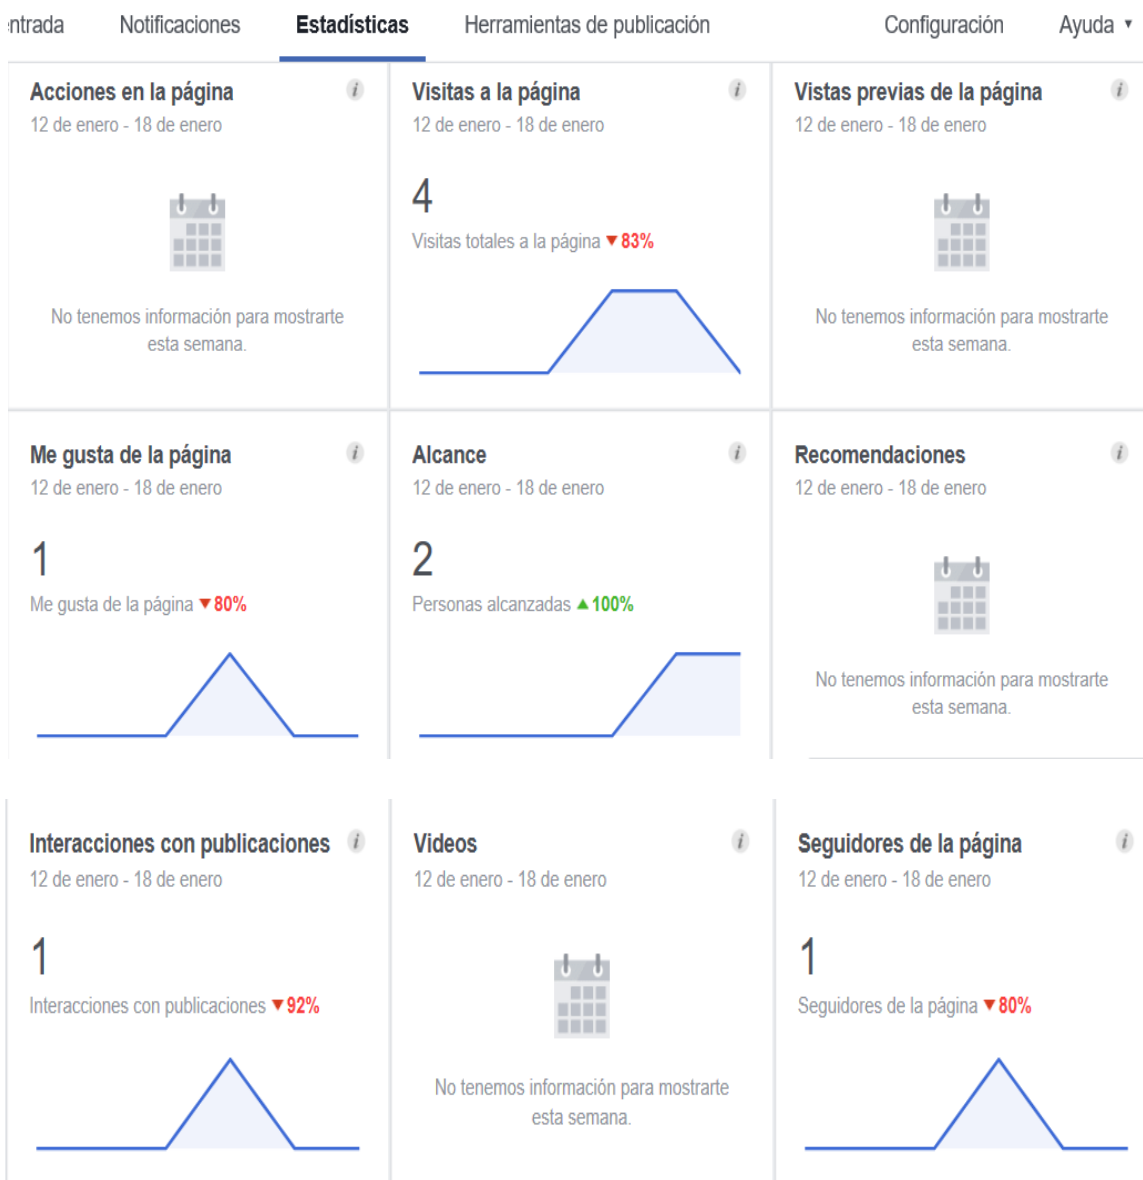 ntrada Notificaciones Estadísticas Herramientas de publicación Configuración Ayuda
Acciones en la página
12 de enero - 18 de enero
No tenemos información para mostrarte
esta semana.
Visitas a la página
12 de enero - 18 de enero
4
Visitas totales a la página ▼83%
Vistas previas de la página
12 de enero - 18 de enero
No tenemos información para mostrarte
esta semana.
Me gusta de la página
12 de enero - 18 de enero
1
Me gusta de la página ▼80%
Alcance
12 de enero - 18 de enero
2
Personas alcanzadas ▲100%
Recomendaciones
12 de enero - 18 de enero
No tenemos información para mostrarte
esta semana.
Interacciones con publicaciones
12 de enero - 18 de enero
1
Interacciones con publicaciones ▼92%
Videos
12 de enero - 18 de enero
No tenemos información para mostrarte
esta semana.
Seguidores de la página
12 de enero - 18 de enero
1
Seguidores de la página ▼80%